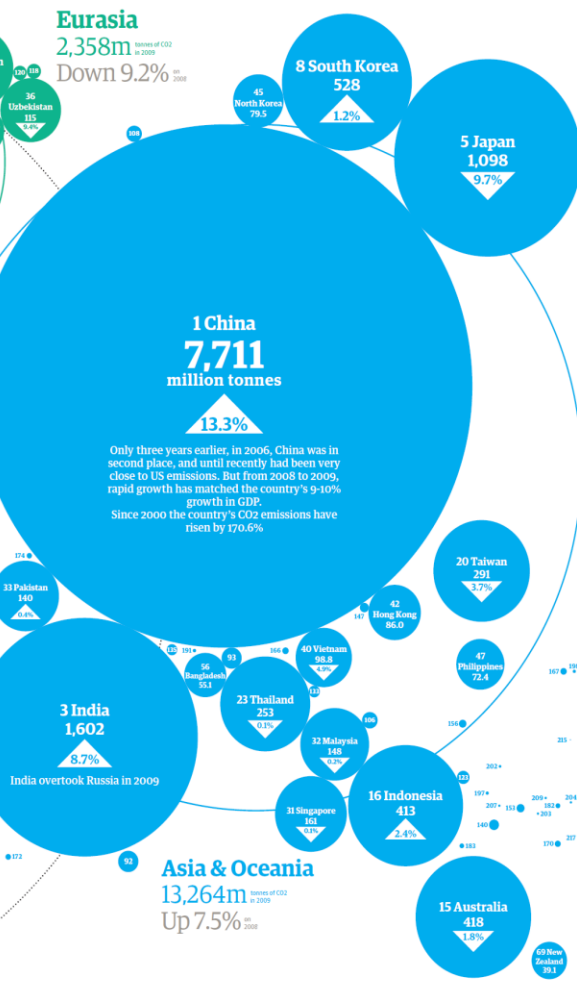 Eurasia
2,358m tonnes of CO2 in 2009
Down 9.2% on 2008
120
118
36
Uzbekistan
115
9.4%
108
45
North Korea
79.5
8 South Korea
528
1.2%
5 Japan
1,098
9.7%
1 China
7,711
million tonnes
13.3%
Only three years earlier, in 2006, China was in
second place, and until recently had been very
close to US emissions. But from 2008 to 2009,
rapid growth has matched the country's 9-10%
growth in GDP.
Since 2000 the country's CO2 emissions have
risen by 170.6%
174
33 Pakistan
140
0.4%
20 Taiwan
291
3.7%
42
Hong Kong
86.0
147
135
191
166
93
56
Bangladesh
55.1
40 Vietnam
98.8
4.9%
133
47
Philippines
72.4
167
3 India
1,602
8.7%
India overtook Russia in 2009
23 Thailand
253
0.1%
106
32 Malaysia
148
0.2%
156
215
202
123
197
207
153
209
182
204
203
140
183
170
217
31 Singapore
161
0.1%
16 Indonesia
413
2.4%
172
92
Asia & Oceania
13,264m tonnes of CO2 in 2009
Up 7.5% on 2008
15 Australia
418
1.8%
69 New
Zealand
39.1